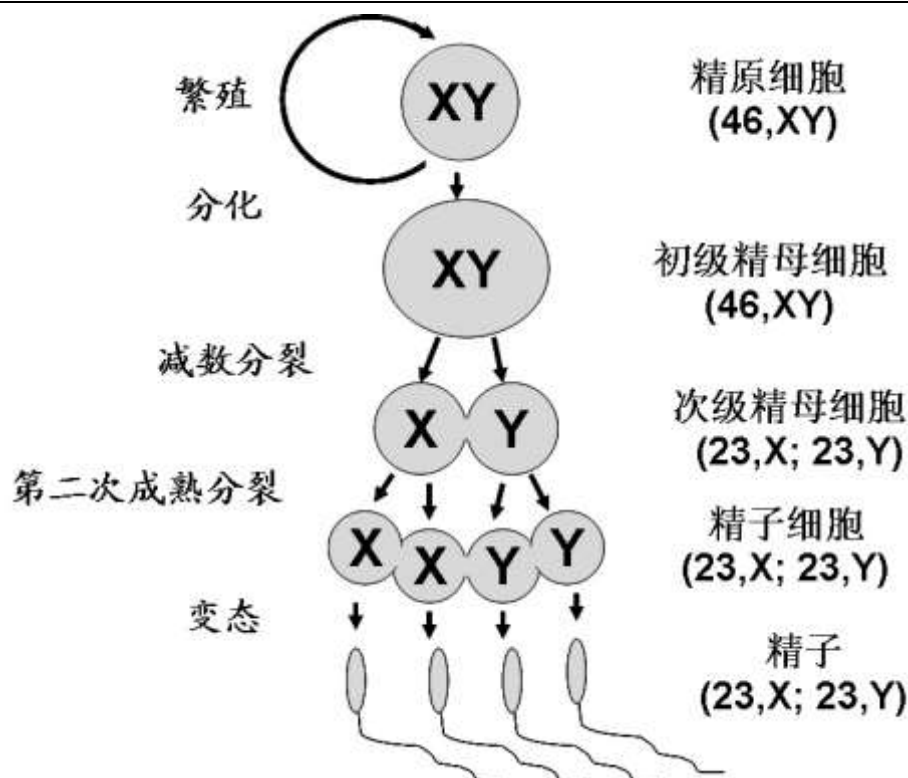 繁殖
XY
精原细胞
(46,XY)
分化
XY
初级精母细胞
(46,XY)
减数分裂
X Y
次级精母细胞
(23,X; 23,Y)
第二次成熟分裂
X X Y Y
精子细胞
(23,X; 23,Y)
变态
精子
(23,X; 23,Y)